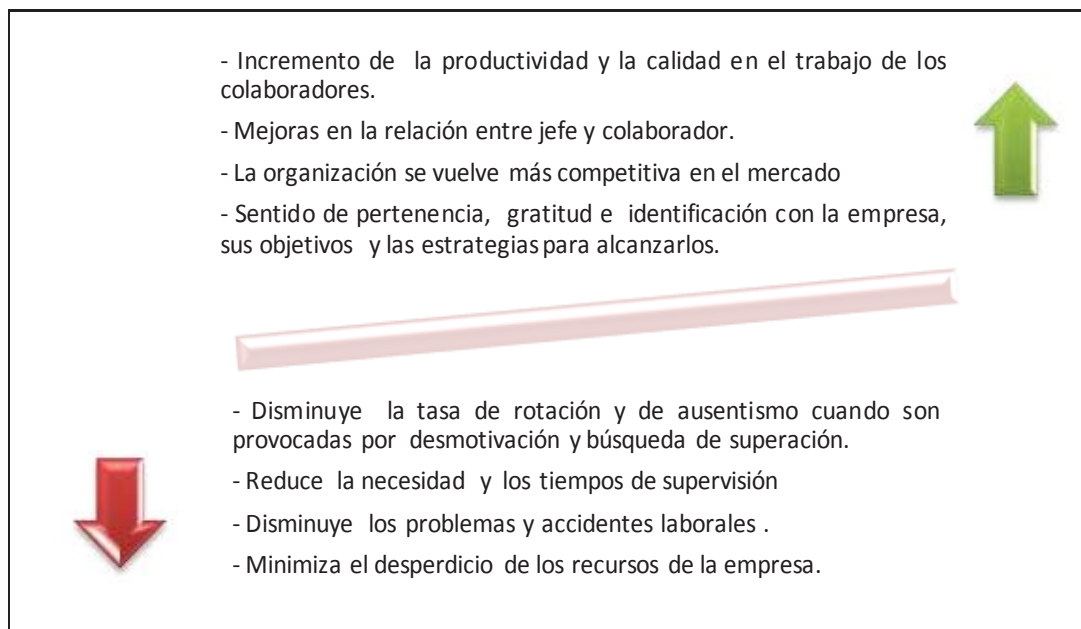 - Incremento de la productividad y la calidad en el trabajo de los
colaboradores.
- Mejoras en la relación entre jefe y colaborador.
- La organización se vuelve más competitiva en el mercado
- Sentido de pertenencia, gratitud e identificación con la empresa,
sus objetivos y las estrategias para alcanzarlos.
- Disminuye la tasa de rotación y de ausentismo cuando son
provocadas por desmotivación y búsqueda de superación.
- Reduce la necesidad y los tiempos de supervisión
- Disminuye los problemas y accidentes laborales .
- Minimiza el desperdicio de los recursos de la empresa.